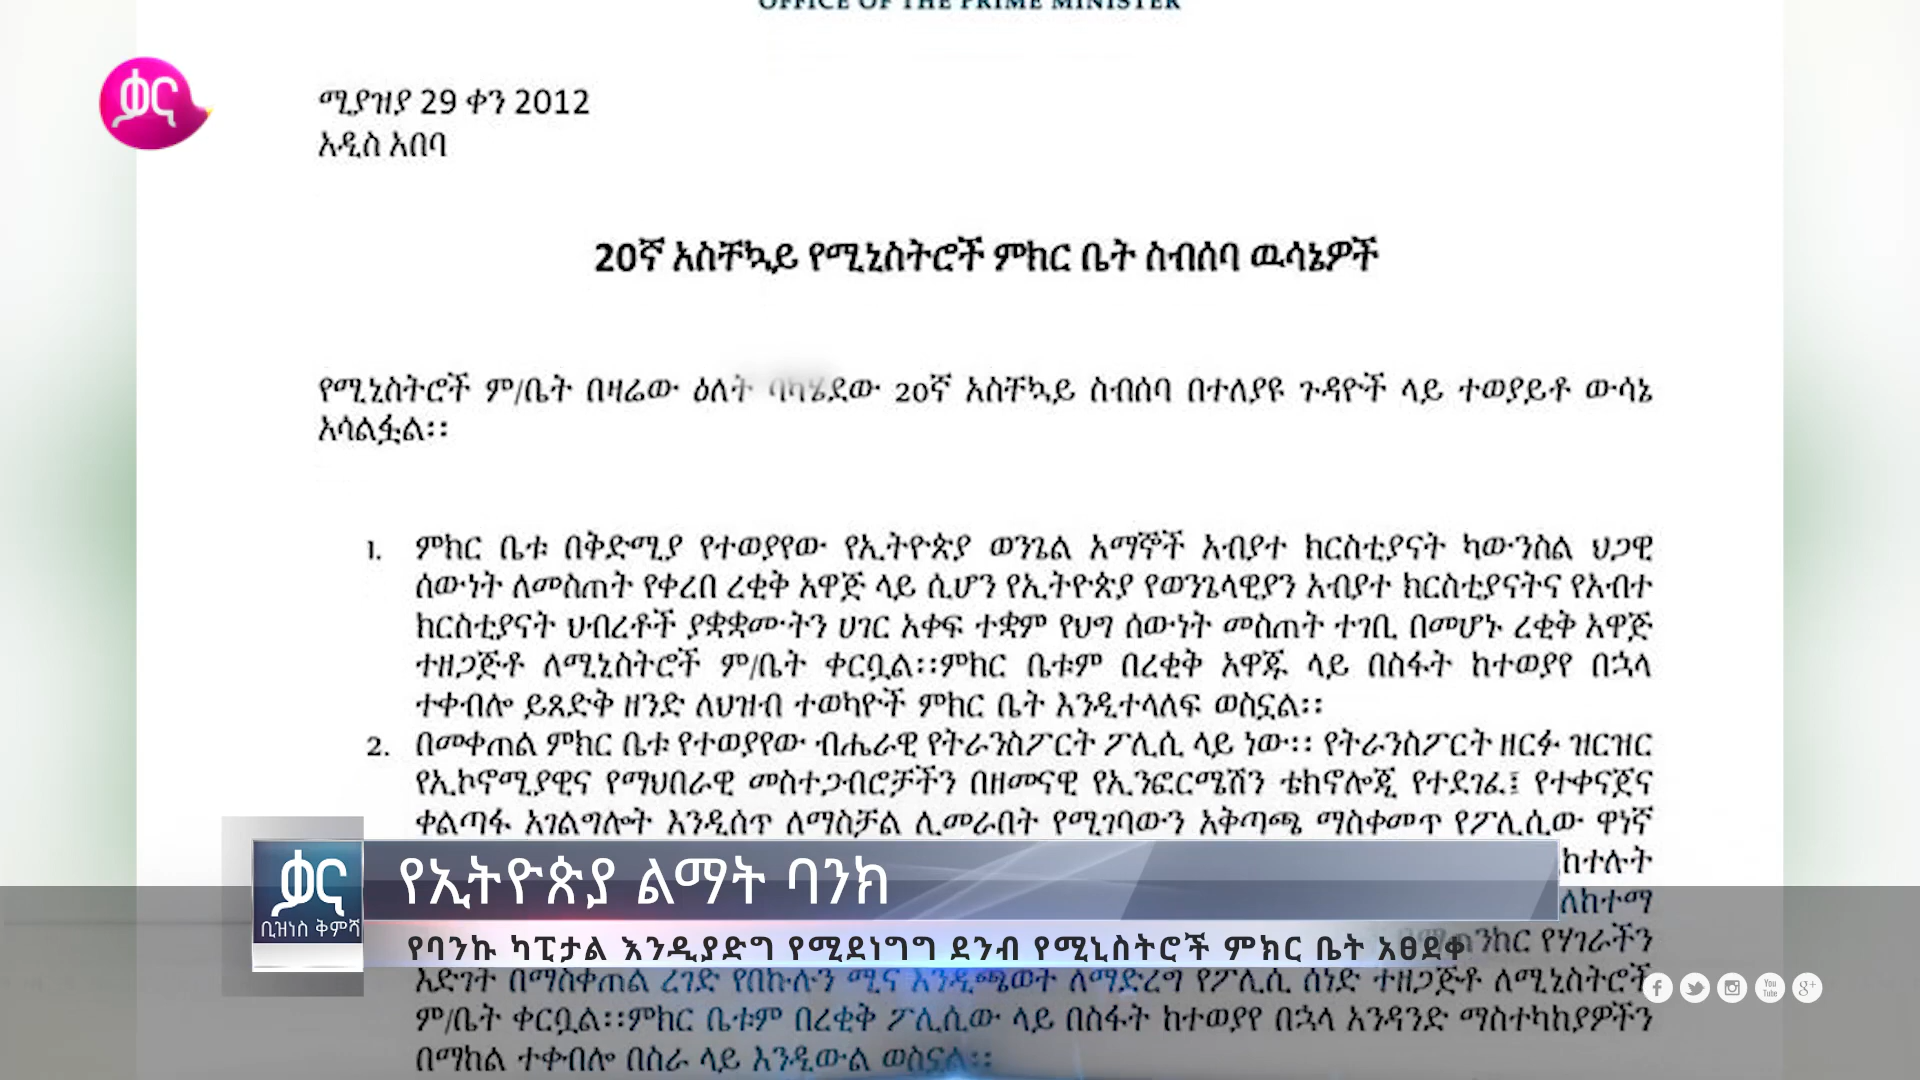 OFFICE OF THE PRIME MINISTER
ቃና
ሚያዝያ 29 ቀን 2012
አዲስ አበባ
20ኛ አስቸኳይ የሚኒስትሮች ምክር ቤት ስብሰባ ዉሳኔዎች
የሚኒስትሮች ም/ቤት በዛሬው ዕለት ባካሄደው 20ኛ አስቸኳይ ስብሰባ በተለያዩ ጉዳዮች ላይ ተወያይቶ ውሳኔ
አሳልፏል፡፡
1. ምክር ቤቱ በቅድሚያ የተወያየው የኢትዮጵያ ወንጌል አማኞች አብያተ ክርስቲያናት ካውንስል ህጋዊ
ሰውነት ለመስጠት የቀረበ ረቂቅ አዋጅ ላይ ሲሆን የኢትዮጵያ የወንጌላዊያን አብያተ ክርስቲያናትና የአብተ
ክርስቲያናት ህብረቶች ያቋቋሙትን ሀገር አቀፍ ተቋም የህግ ሰውነት መስጠት ተገቢ በመሆኑ ረቂቅ አዋጅ
ተዘጋጅቶ ለሚኒስትሮች ም/ቤት ቀርቧል፡፡ምክር ቤቱም በረቂቅ አዋጁ ላይ በስፋት ከተወያየ በኋላ
ተቀብሎ ይጸድቅ ዘንድ ለህዝብ ተወካዮች ምክር ቤት እንዲተላለፍ ወስኗል፡፡
2. በመቀጠል ምክር ቤቱ የተወያየው ብሔራዊ የትራንስፖርት ፖሊሲ ላይ ነው፡፡ የትራንስፖርት ዘርፉ ዝርዝር
የኢኮኖሚያዊና የማህበራዊ መስተጋብሮቻችን በዘመናዊ የኢንፎርሜሽን ቴክኖሎጂ የተደገፈ፤ የተቀናጀና
ቀልጣፋ አገልግሎት እንዲሰጥ ለማስቻል ሊመራበት የሚገባውን አቅጣጫ ማስቀመጥ የፖሊሲው ዋነኛ
ከተሉት
ለከተማ
የሃገራችን
እድገት በማስቀጠል ረገድ የበኩሉን ሚና እንዲጫወት ለማድረግ የፖሊሲ ሰነድ ተዘጋጅቶ ለሚኒስትሮች
ም/ቤት ቀርቧል፡፡ምክር ቤቱም በረቂቅ ፖሊሲው ላይ በስፋት ከተወያየ በኋላ አንዳንድ ማስተካከያዎችን
በማከል ተቀብሎ በስራ ላይ እንዲውል ወስኗል፡፡
ቃና
ቢዝነስ ቅምሻ
የኢትዮጵያ ልማት ባንክ
የባንኩ ካፒታል እንዲያድግ የሚደነግግ ደንብ የሚኒስትሮች ምክር ቤት አፀደቀ
f
You
Tube
g+